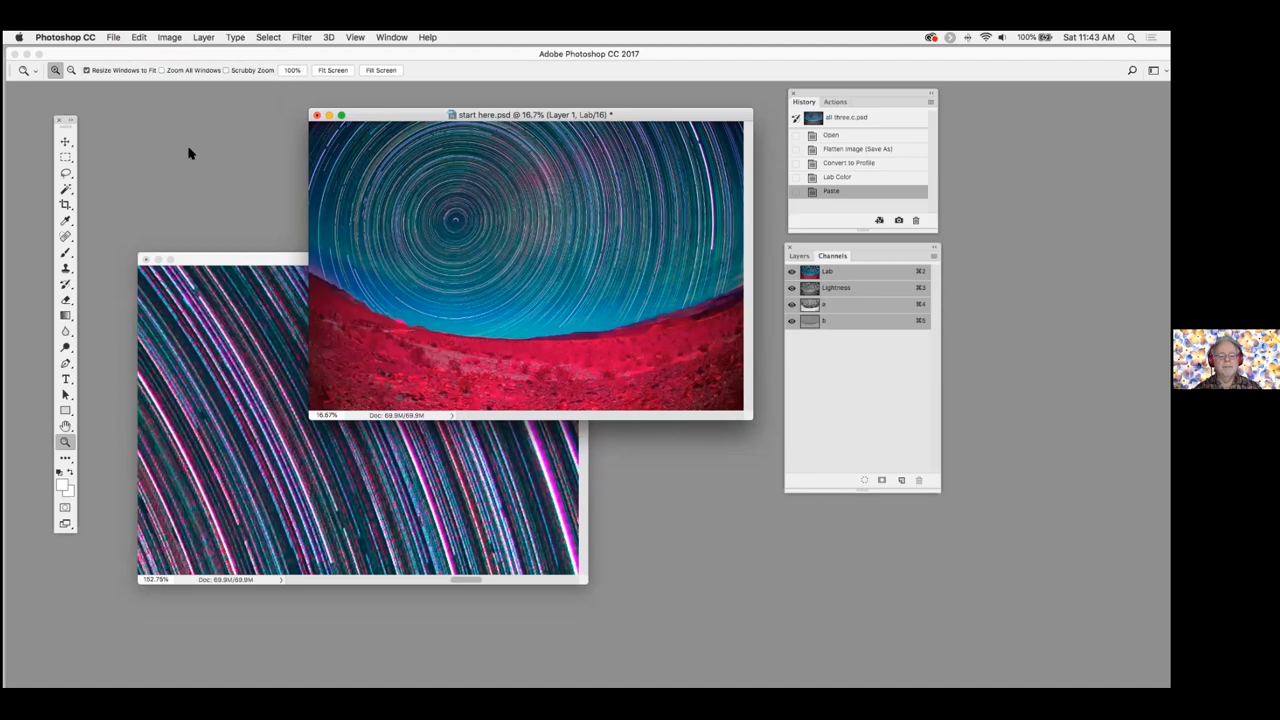 Photoshop CC File Edit Image Layer Type Select Filter 3D View Window Help 100% Sat 11:43 AM
Adobe Photoshop CC 2017
Resize Windows to Fit Zoom All Windows Scrubby Zoom 100% Fit Screen Fill Screen
start here.psd @ 16.7% (Layer 1, Lab/16) *
16.67% Doc: 69.9M/69.9M
152.75% Doc: 69.9M/69.9M
History Actions
all three.c.psd
Open
Flatten Image (Save As)
Convert to Profile
Lab Color
Paste
Layers Channels
Lab ⌘2
Lightness ⌘3
a ⌘4
b ⌘5